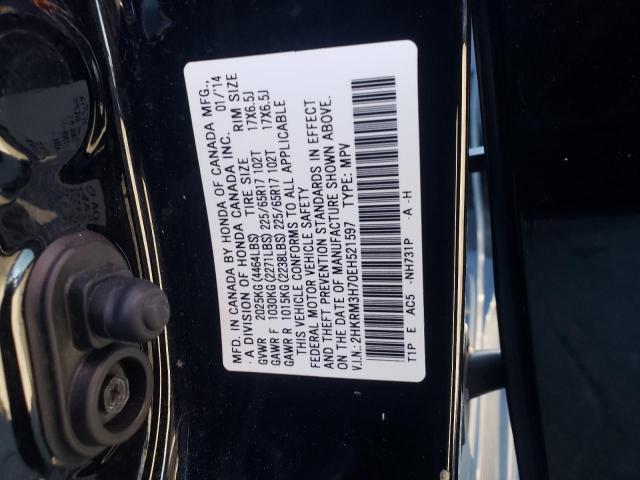 MFD. IN CANADA BY HONDA OF CANADA MFG.,
A DIVISION OF HONDA CANADA INC. 01/'14
TIRE SIZE RIM SIZE
GVWR 2025KG(4464LBS)
GAWR F 1030KG(2271LBS) 225/65R17 102T 17X6.5J
GAWR R 1015KG(2238LBS) 225/65R17 102T 17X6.5J
THIS VEHICLE CONFORMS TO ALL APPLICABLE
FEDERAL MOTOR VEHICLE SAFETY
AND THEFT PREVENTION STANDARDS IN EFFECT
ON THE DATE OF MANUFACTURE SHOWN ABOVE.
V.I.N.: 2HKRM3H70EH521597 TYPE: MPV
T1P E AC5 -NH731P -A -H